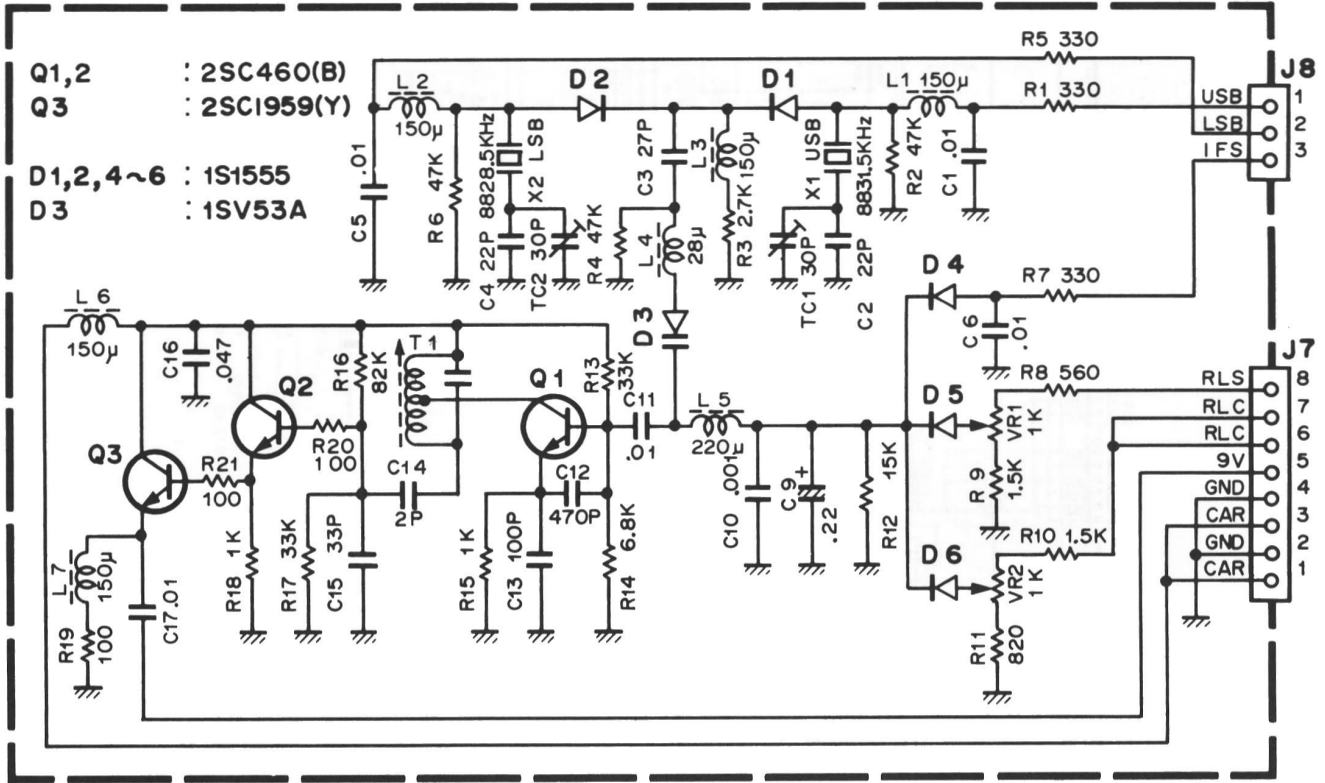 Q1,2 : 2SC460(B)
Q3 : 2SC1959(Y)
D1,2,4~6 : 1S1555
D3 : 1SV53A
R5 330
J8
L 2
150μ
D2
D1
L1 150μ
R1 330
USB 1
LSB 2
IFS 3
C5 .01
R6 47K
8828.5KHz
X2 LSB
C4 22P
TC2 30P
C3 27P
R4 47K
L4
28μ
L3
150μ
R3 2.7K
X1 USB
8831.5KHz
TC1 30P
C2 22P
R2 47K
C1 .01
D3
D4
R7 330
C6 .01
L 6
150μ
C16 .047
Q2
R16 82K
T1
Q1
R13 33K
C11
.01
L 5
220μ
D5
R8 560
VR1 1K
R9 1.5K
J7
RLS 8
RLC 7
RLC 6
9V 5
GND 4
CAR 3
GND 2
CAR 1
Q3
R21
100
R20
100
C14
2P
C12
470P
C10 .001
C9 + .22
R12 15K
L7 150μ
R19 100
C17 .01
R18 1K
R17 33K
C15 33P
R15 1K
C13 100P
R14 6.8K
D6
R10 1.5K
VR2 1K
R11 820